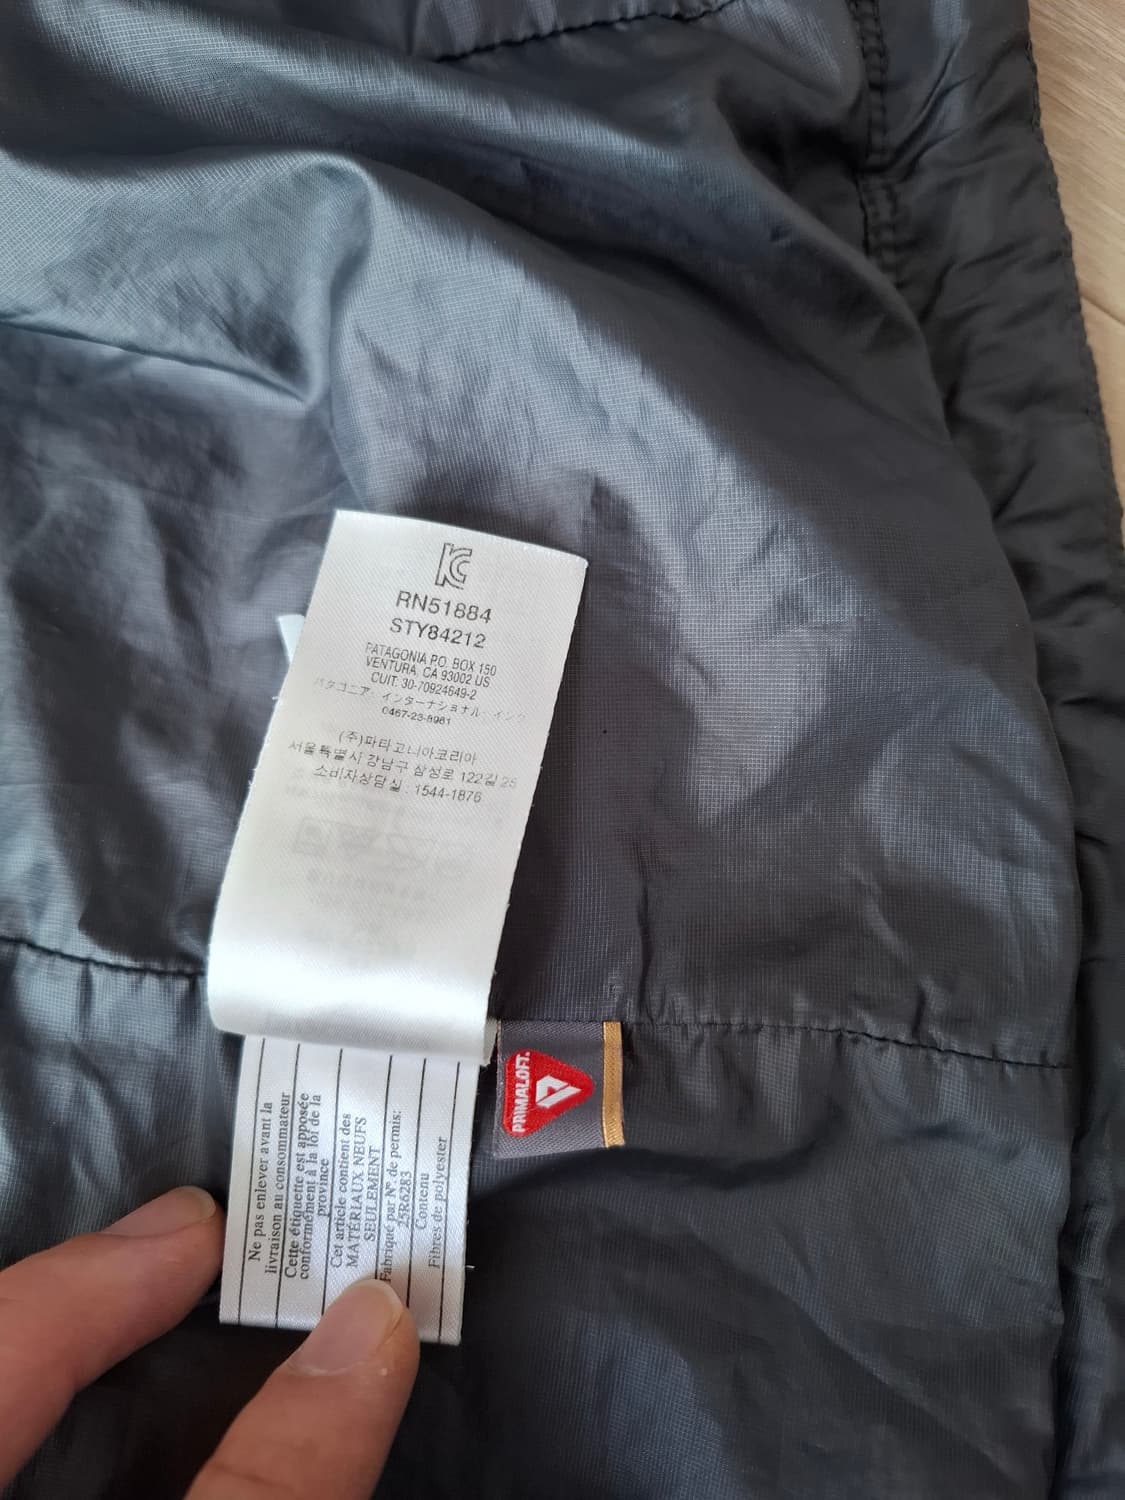 RN51884
STY84212
PATAGONIA P.O. BOX 150
VENTURA, CA 93002 US
CUIT. 30-70924649-2
パタゴニア・インターナショナル・インク
0467-23-8961
(주)파타고니아코리아
서울특별시 강남구 삼성로 122길 25
소비자상담실 : 1544-1876
PRIMALOFT.
Ne pas enlever avant la
livraison au consommateur
Cette étiquette est apposée
conformément à la loi de la
province
Cet article contient des
MATÉRIAUX NEUFS
SEULEMENT
Fabriqué par Nº de permis:
25R6283
Contenu
Fibres de polyester